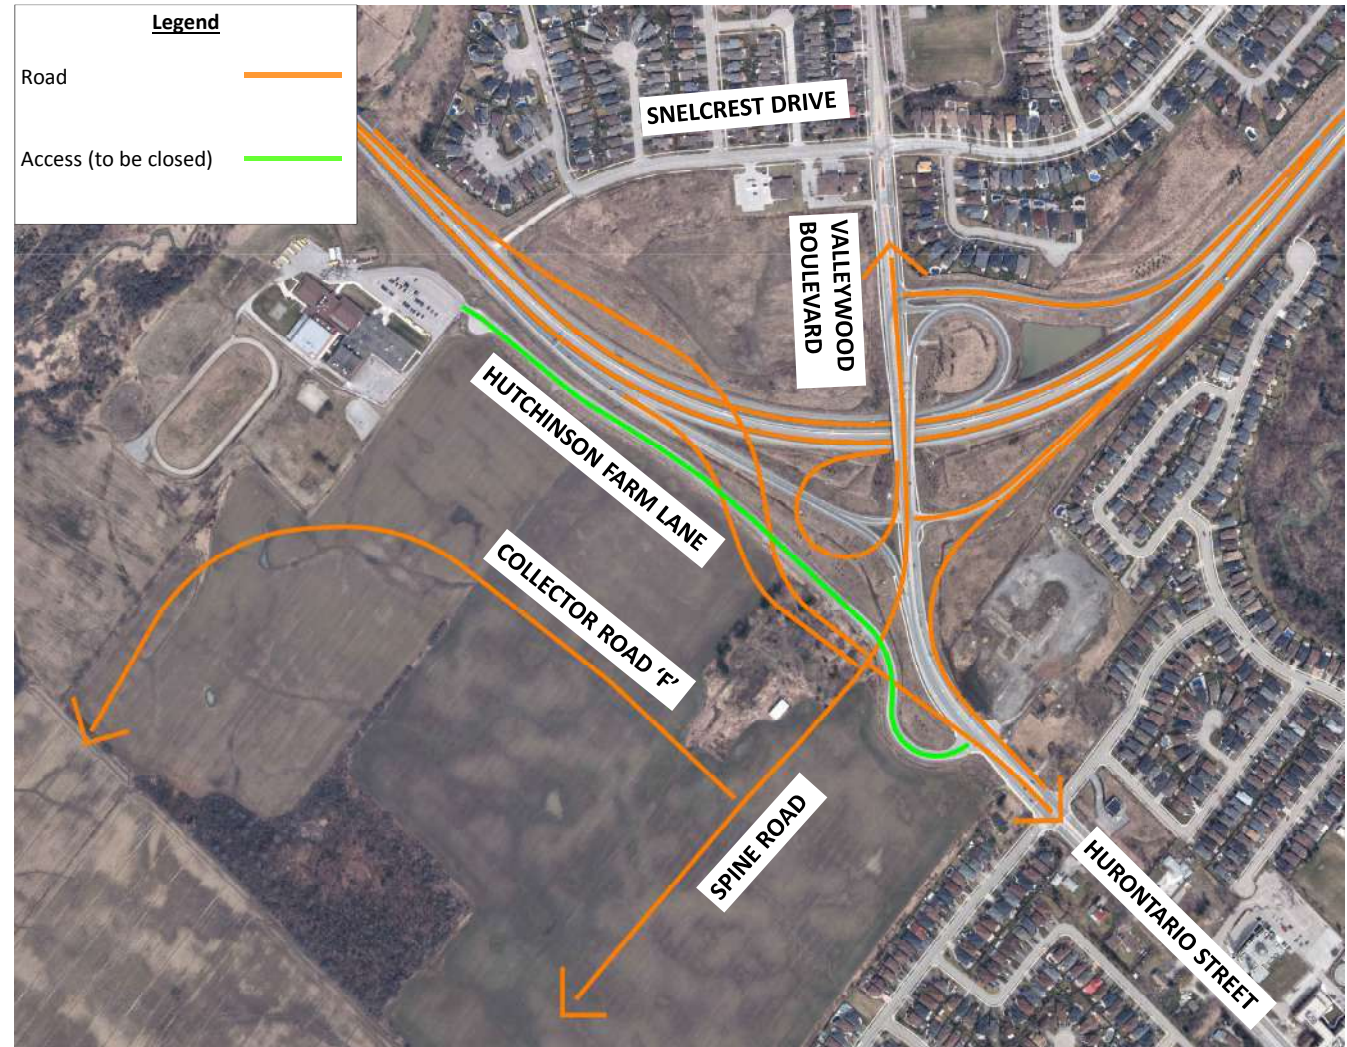 Legend
Road
Access (to be closed)
SNELCREST DRIVE
VALLEYWOOD
BOULEVARD
HUTCHINSON FARM LANE
COLLECTOR ROAD ‘F’
SPINE ROAD
HURONTARIO STREET